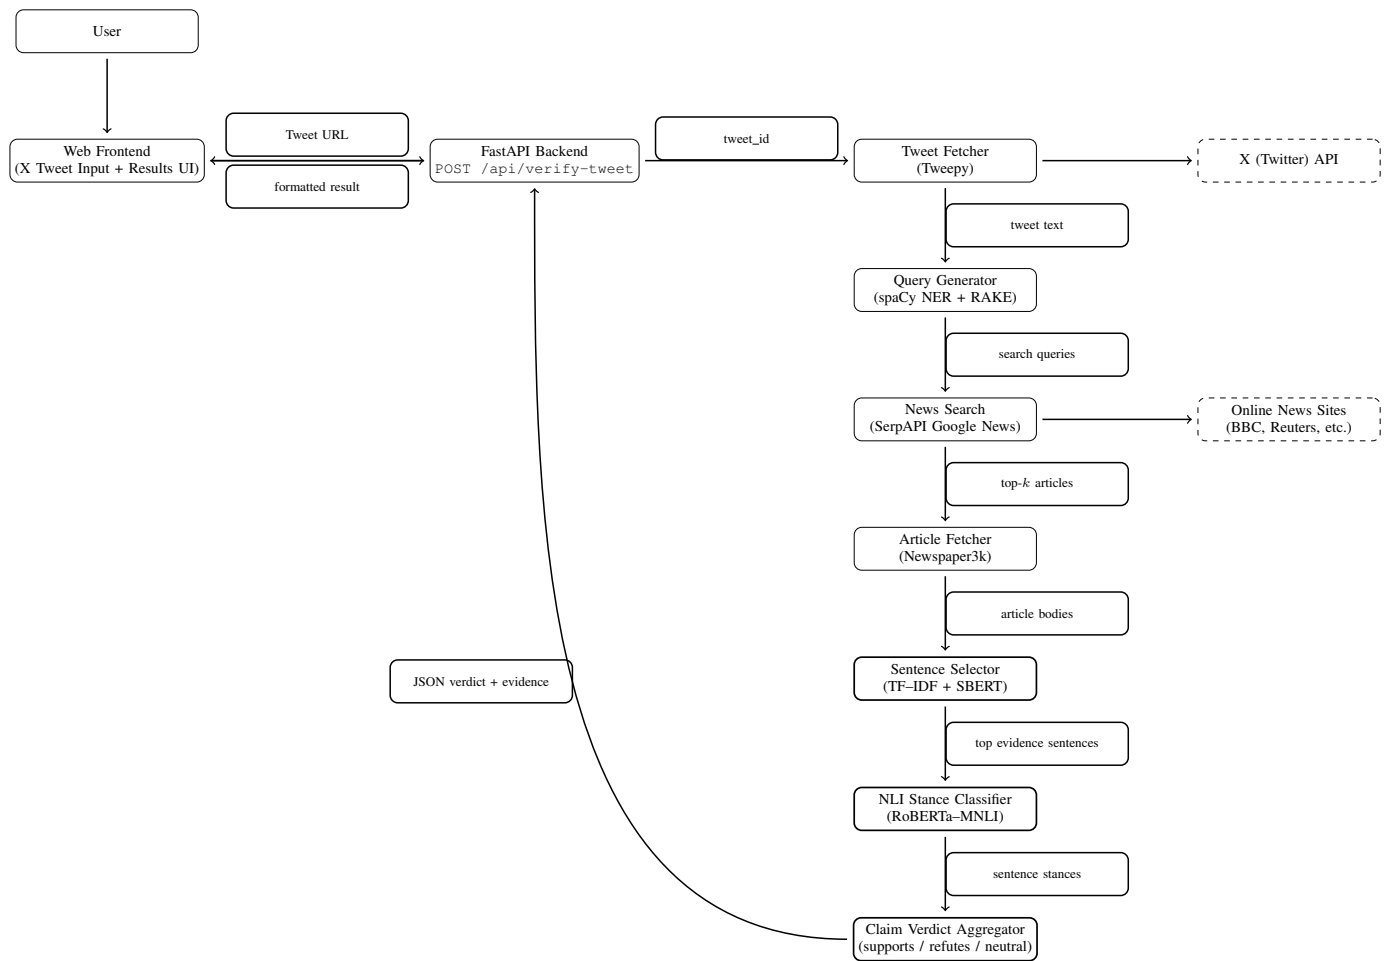 User
Tweet URL
Web Frontend
(X Tweet Input + Results UI)
formatted result
FastAPI Backend
POST /api/verify-tweet
tweet_id
Tweet Fetcher
(Tweepy)
X (Twitter) API
tweet text
Query Generator
(spaCy NER + RAKE)
search queries
News Search
(SerpAPI Google News)
Online News Sites
(BBC, Reuters, etc.)
top-k articles
Article Fetcher
(Newspaper3k)
article bodies
Sentence Selector
(TF–IDF + SBERT)
JSON verdict + evidence
top evidence sentences
NLI Stance Classifier
(RoBERTa–MNLI)
sentence stances
Claim Verdict Aggregator
(supports / refutes / neutral)